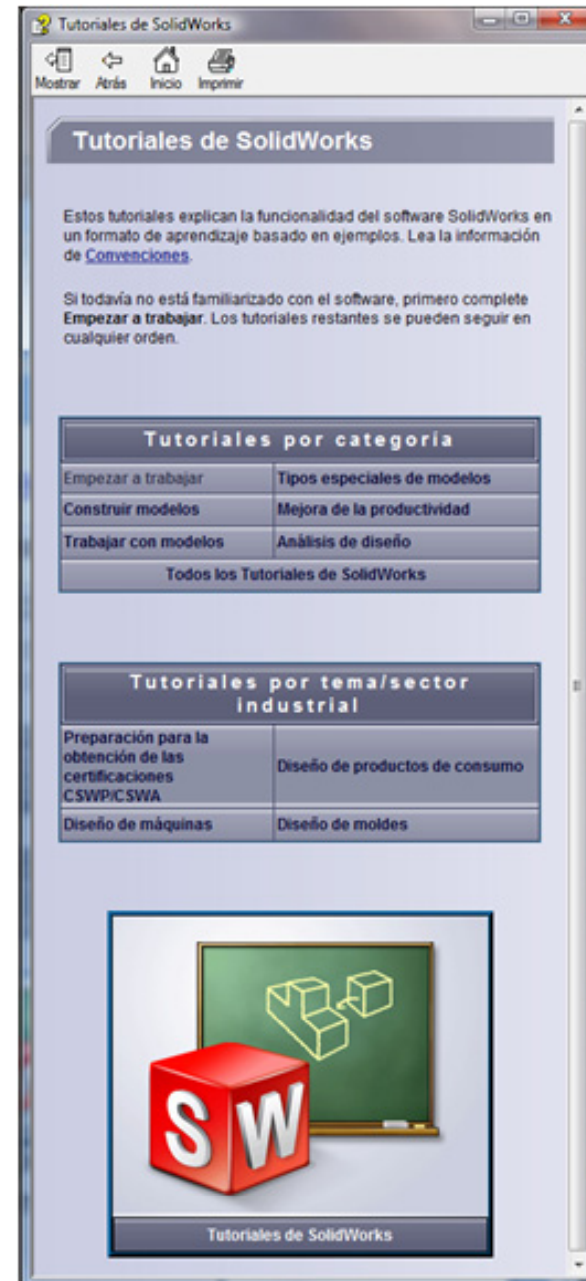 Tutoriales de SolidWorks
Mostrar Atrás Inicio Imprimir
Tutoriales de SolidWorks
Estos tutoriales explican la funcionalidad del software SolidWorks en
un formato de aprendizaje basado en ejemplos. Lea la información
de Convenciones.
Si todavía no está familiarizado con el software, primero complete
Empezar a trabajar. Los tutoriales restantes se pueden seguir en
cualquier orden.
Tutoriales por categoría
Empezar a trabajar Tipos especiales de modelos
Construir modelos Mejora de la productividad
Trabajar con modelos Análisis de diseño
Todos los Tutoriales de SolidWorks
Tutoriales por tema/sector
industrial
Preparación para la
obtención de las
certificaciones
CSWP/CSWA
Diseño de productos de consumo
Diseño de máquinas Diseño de moldes
S W
Tutoriales de SolidWorks